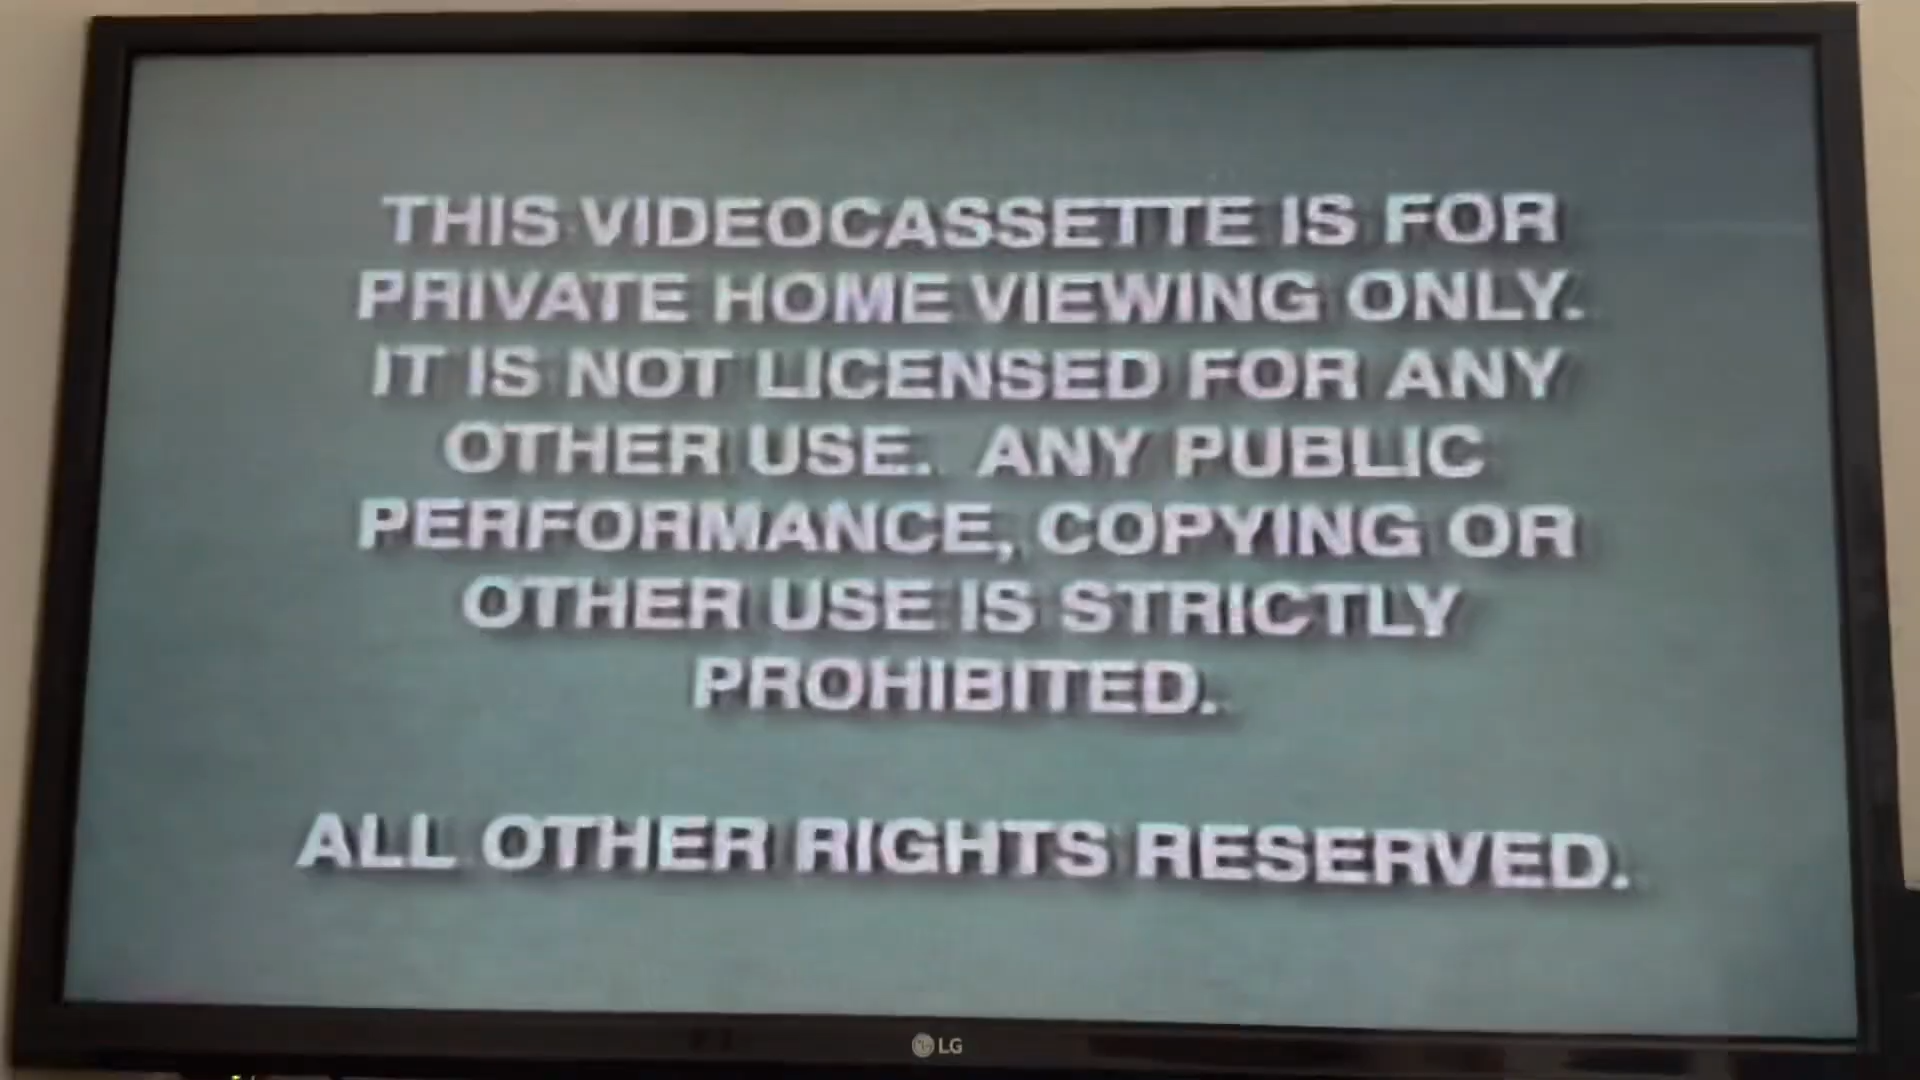 THIS VIDEOCASSETTE IS FOR
PRIVATE HOME VIEWING ONLY.
IT IS NOT LICENSED FOR ANY
OTHER USE. ANY PUBLIC
PERFORMANCE, COPYING OR
OTHER USE IS STRICTLY
PROHIBITED.
ALL OTHER RIGHTS RESERVED.
LG